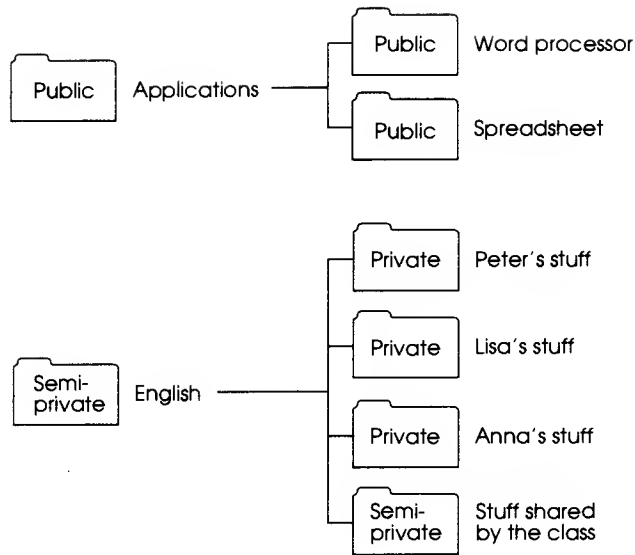 Public Applications
Public Word processor
Public Spreadsheet
Semi-
private English
Private Peter's stuff
Private Lisa's stuff
Private Anna's stuff
Semi-
private Stuff shared
by the class